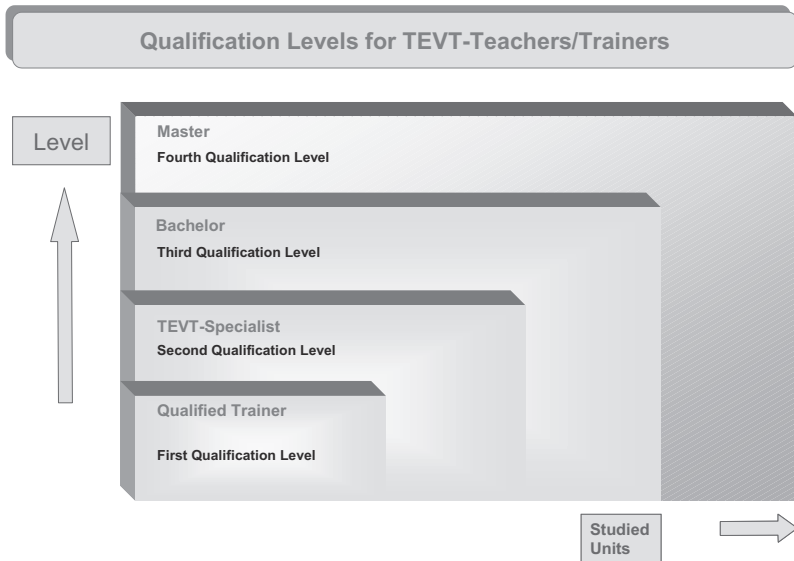 Qualification Levels for TEVT-Teachers/Trainers
Level
Master
Fourth Qualification Level
Bachelor
Third Qualification Level
TEVT-Specialist
Second Qualification Level
Qualified Trainer
First Qualification Level
Studied
Units